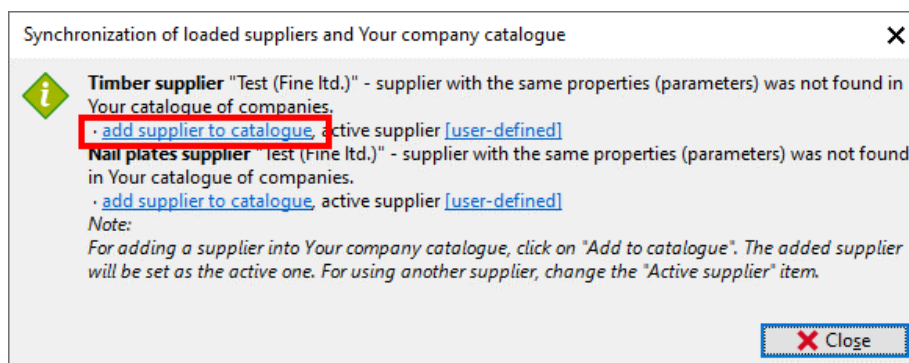 Synchronization of loaded suppliers and Your company catalogue
Timber supplier "Test (Fine ltd.)" - supplier with the same properties (parameters) was not found in
Your catalogue of companies.
· add supplier to catalogue, active supplier [user-defined]
Nail plates supplier "Test (Fine ltd.)" - supplier with the same properties (parameters) was not found
in Your catalogue of companies.
· add supplier to catalogue, active supplier [user-defined]
Note:
For adding a supplier into Your company catalogue, click on "Add to catalogue". The added supplier
will be set as the active one. For using another supplier, change the "Active supplier" item.
Close